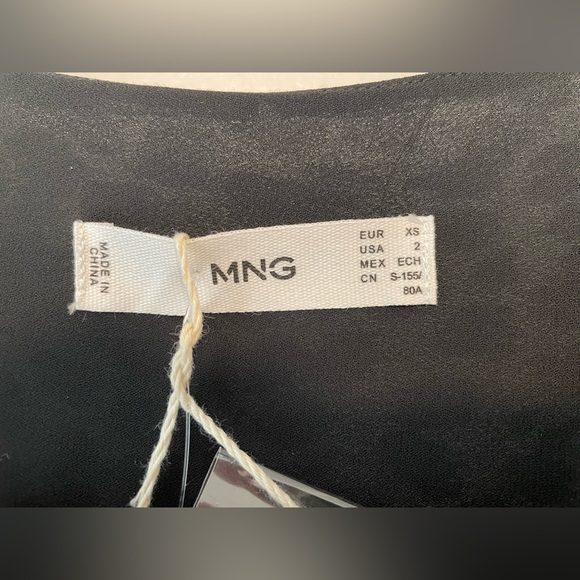 MADE IN
CHINA
MNG
EUR XS
USA 2
MEX ECH
CN S-155/
80A